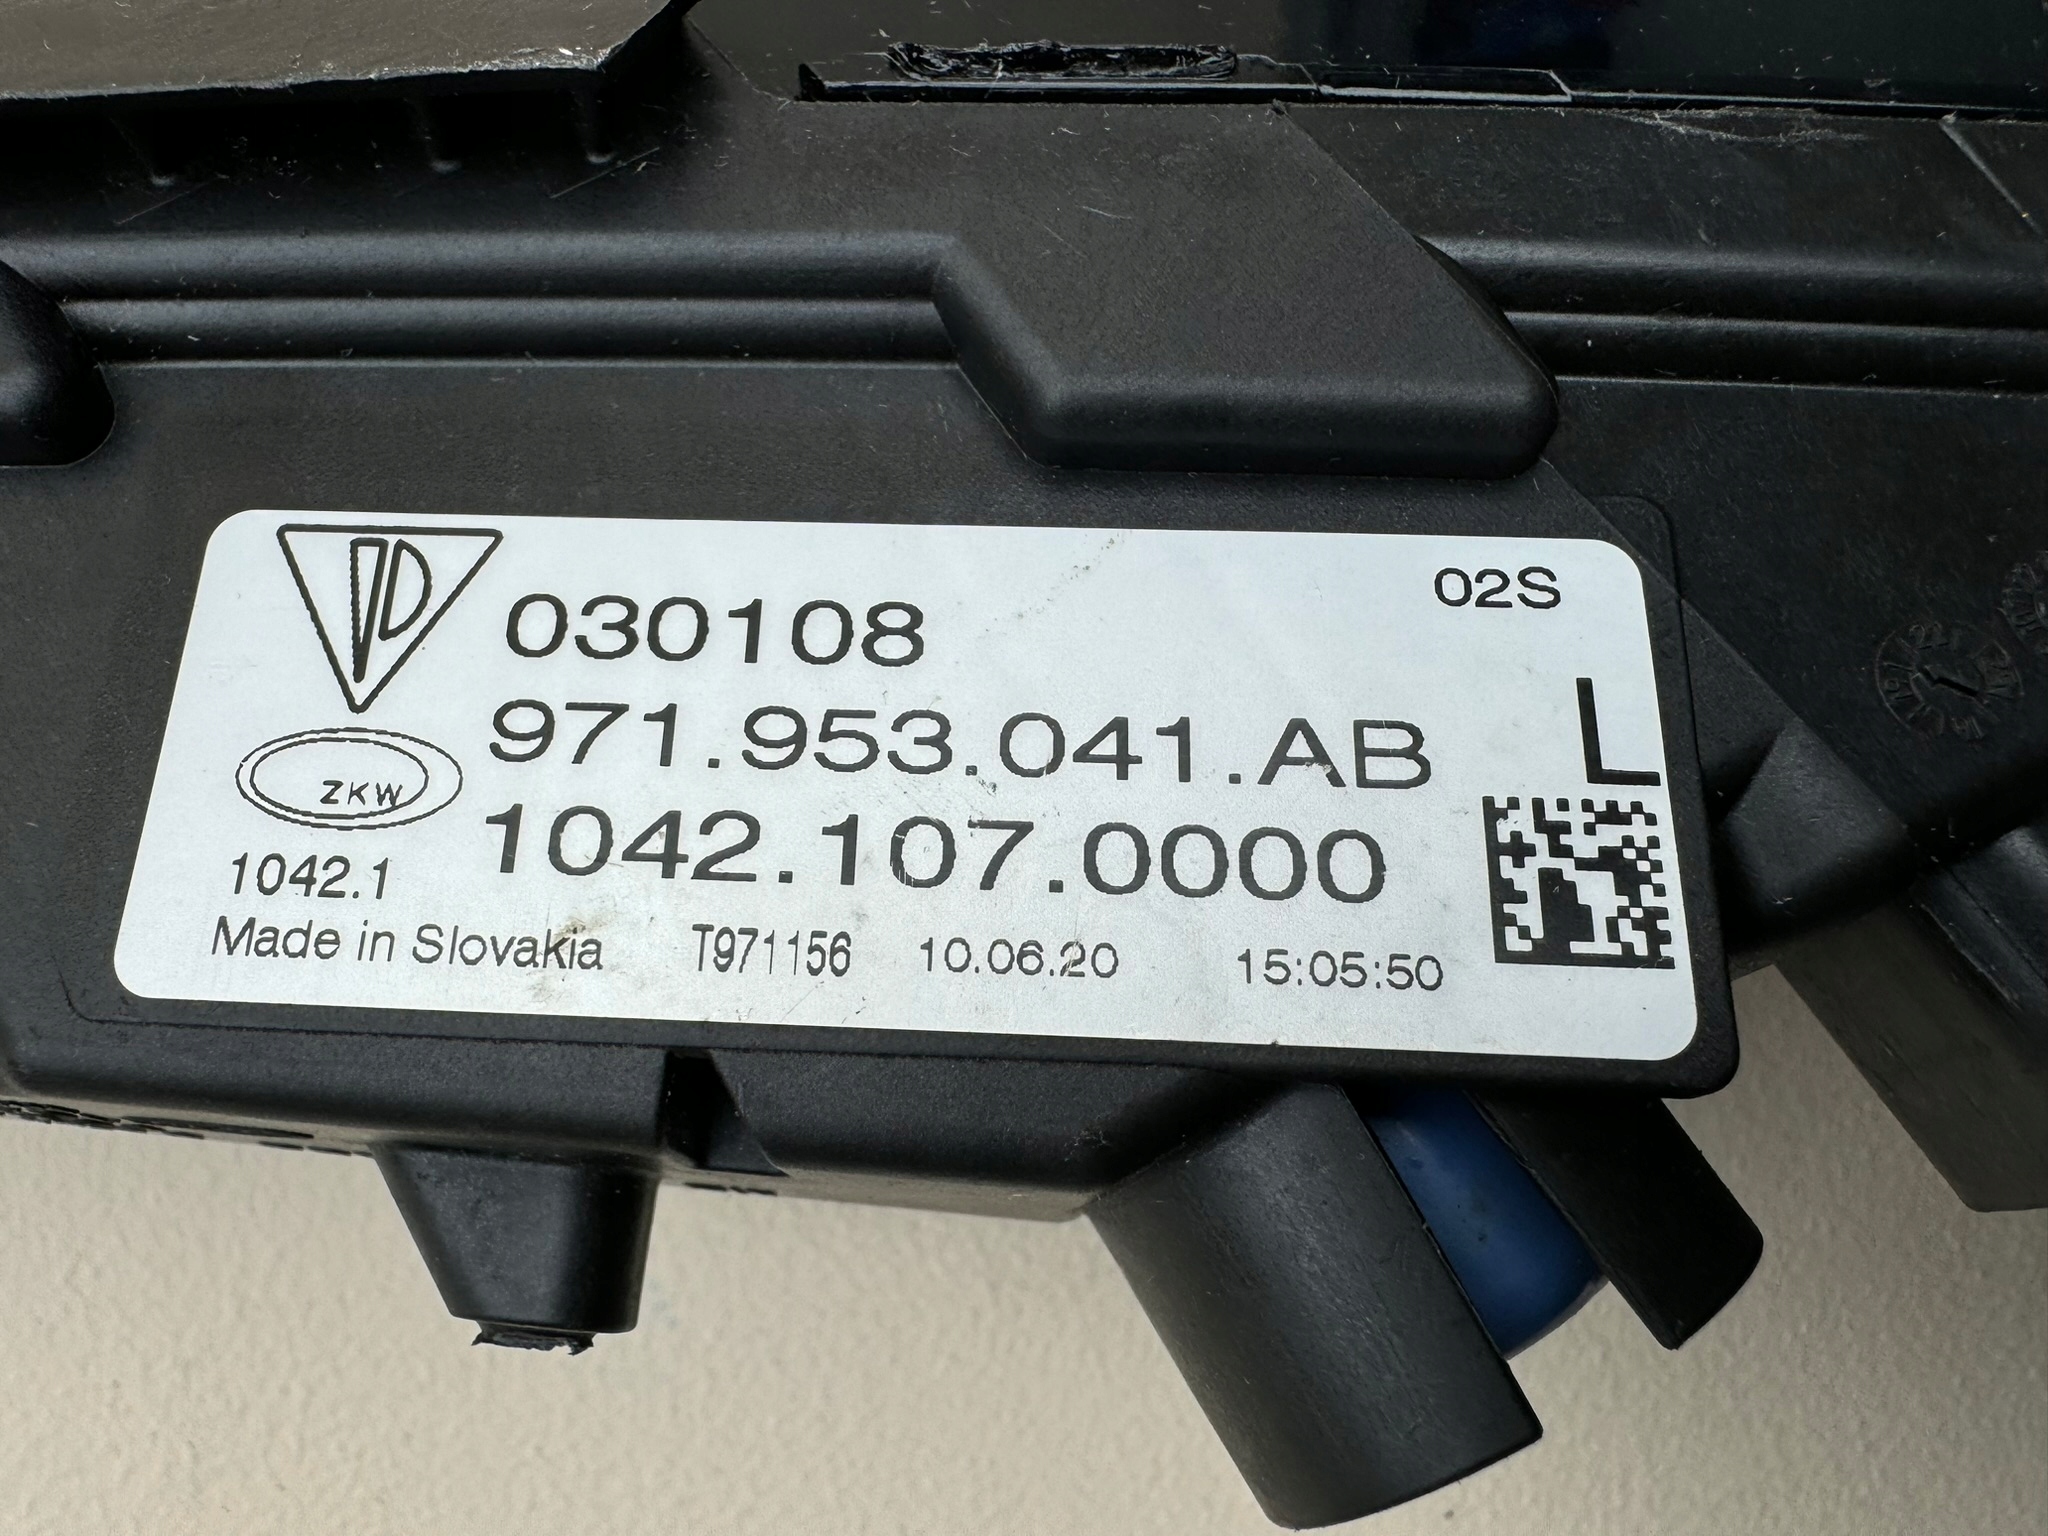 030108
02S
971.953.041.AB
L
ZKW
1042.107.0000
1042.1
Made in Slovakia T971156 10.06.20 15:05:50